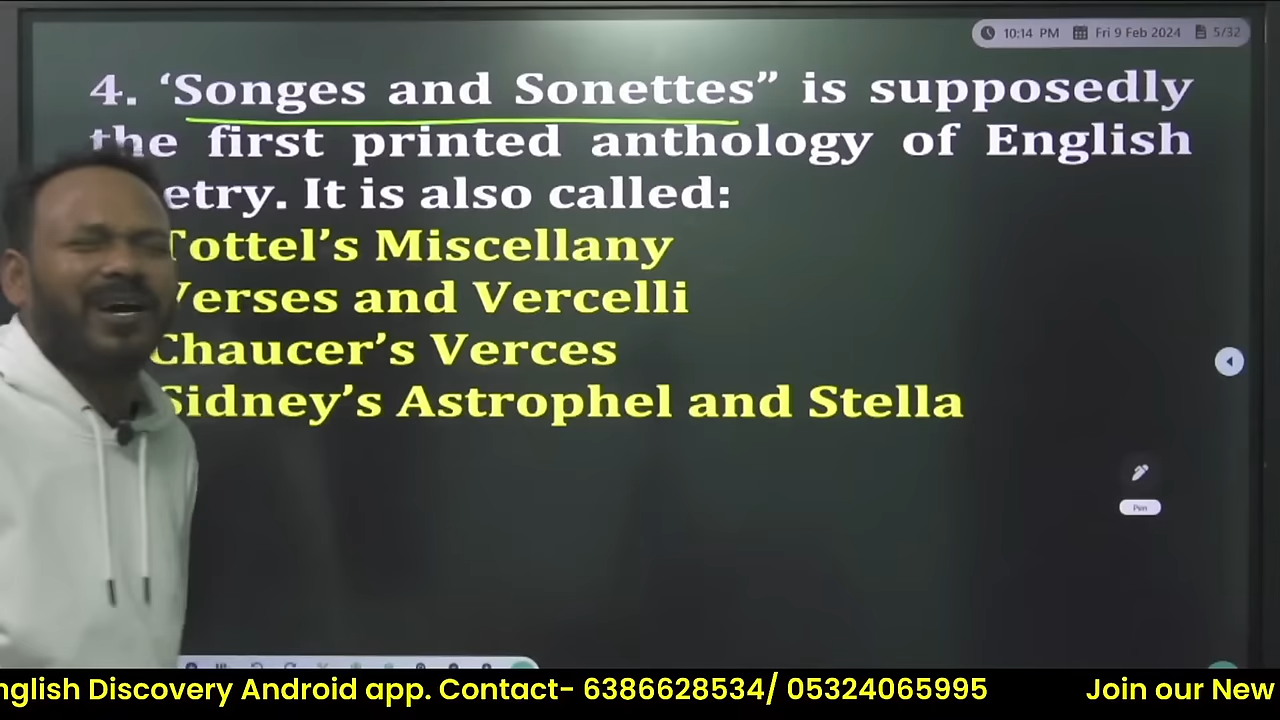 10:14 PM Fri 9 Feb 2024 5/32
4. ‘Songes and Sonettes” is supposedly
the first printed anthology of English
etry. It is also called:
Tottel’s Miscellany
Verses and Vercelli
Chaucer’s Verces
Sidney’s Astrophel and Stella
Pen
nglish Discovery Android app. Contact- 6386628534/ 05324065995 Join our New